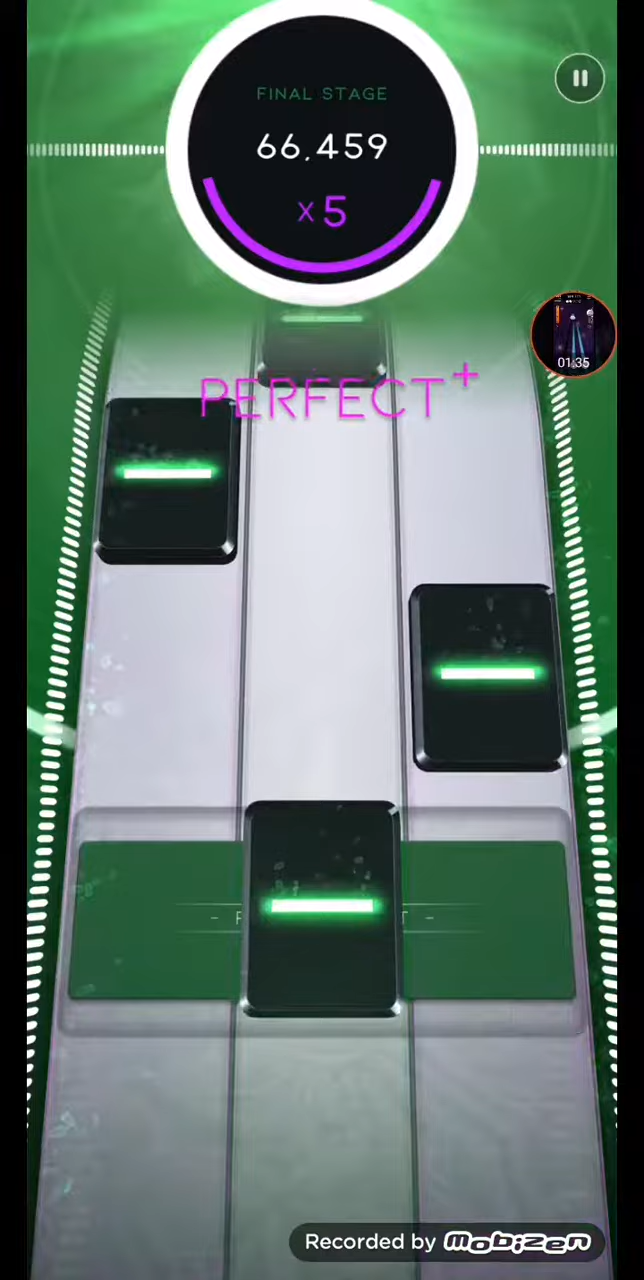 FINAL STAGE
66,459
x5
01:35
PERFECT+
Recorded by mobizen